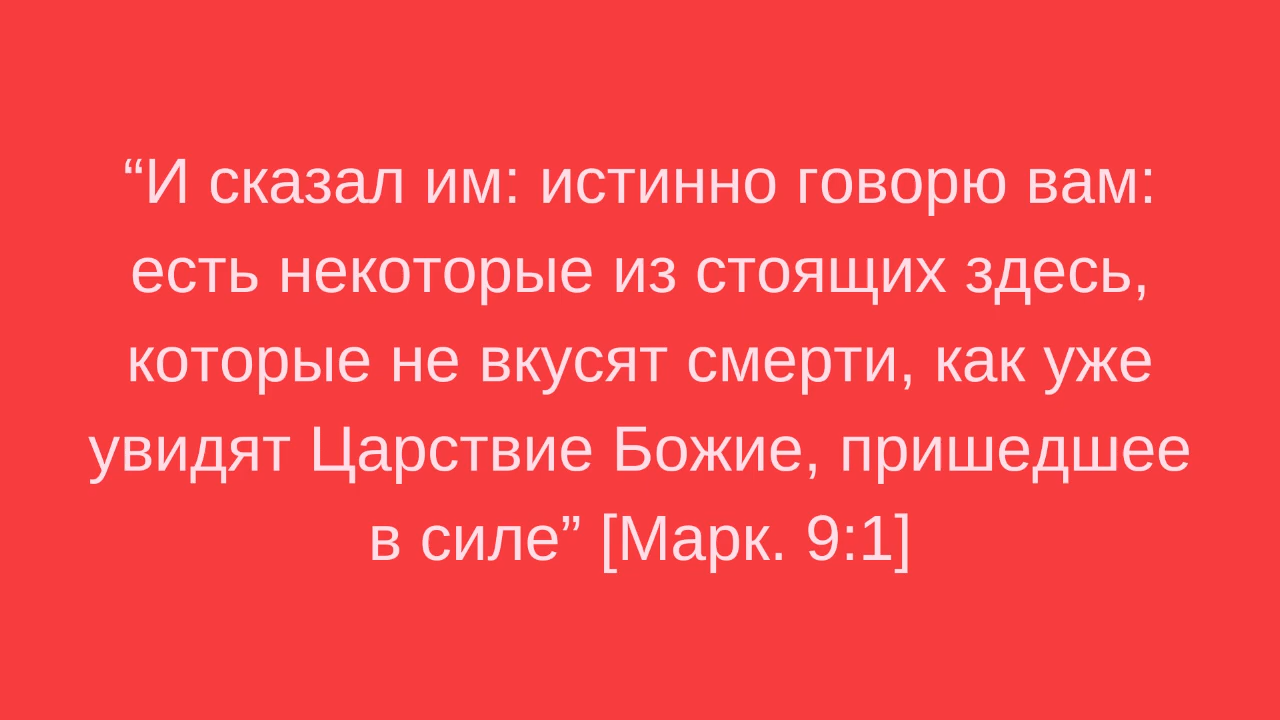 “И сказал им: истинно говорю вам:
есть некоторые из стоящих здесь,
которые не вкусят смерти, как уже
увидят Царствие Божие, пришедшее
в силе” [Марк. 9:1]